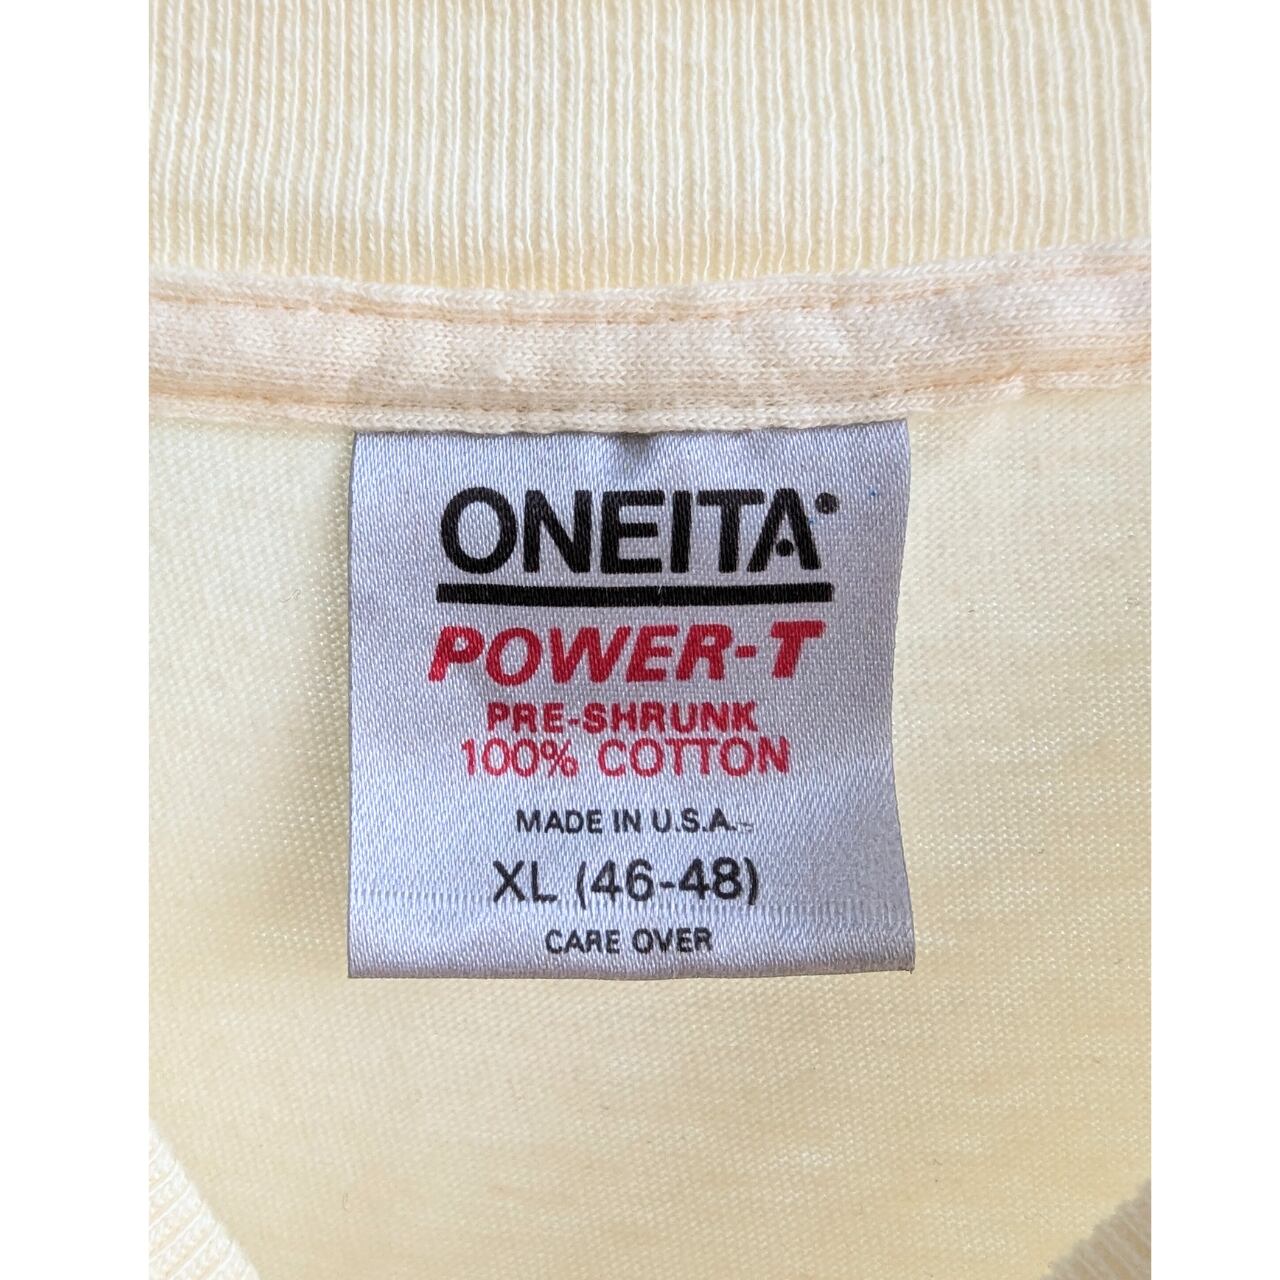 ONEITA
POWER-T
PRE-SHRUNK
100% COTTON
MADE IN U.S.A.
XL (46-48)
CARE OVER